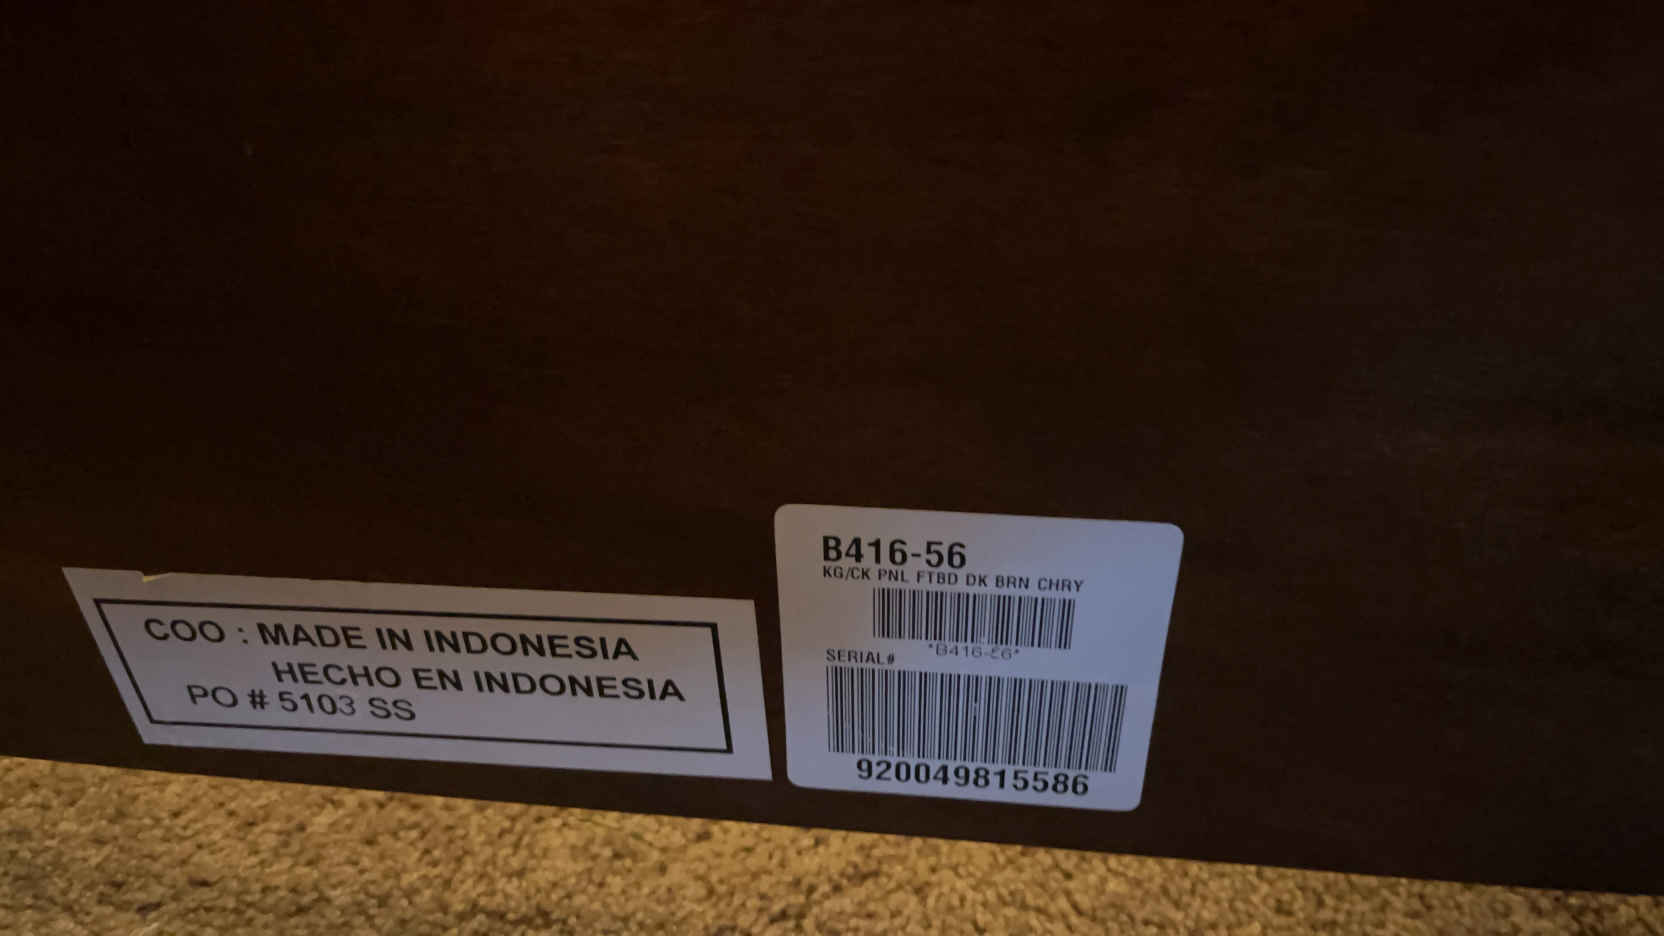 COO : MADE IN INDONESIA
HECHO EN INDONESIA
PO # 5103 SS
B416-56
KG/CK PNL FTBD DK BRN CHRY
*B416-56*
SERIAL#
920049815586